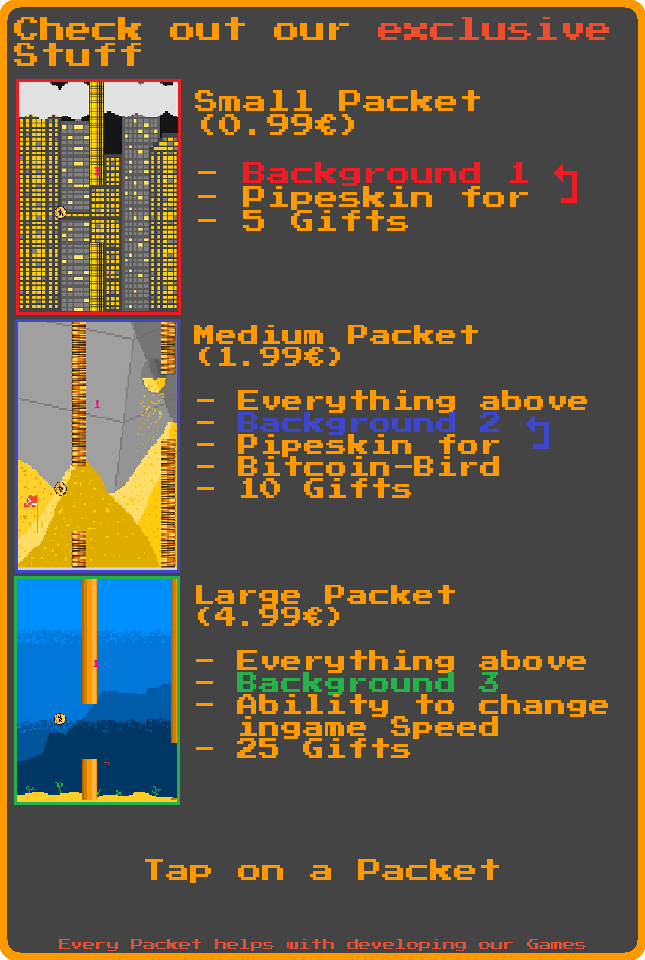 Check out our exclusive
Stuff
Small Packet
(0.99€)
- Background 1
- Pipeskin for
- 5 Gifts
Medium Packet
(1.99€)
- Everything above
- Background 2
- Pipeskin for
- Bitcoin-Bird
- 10 Gifts
1
Large Packet
(4.99€)
- Everything above
- Background 3
- Ability to change
ingame Speed
- 25 Gifts
1
Tap on a Packet
Every Packet helps with developing our Games